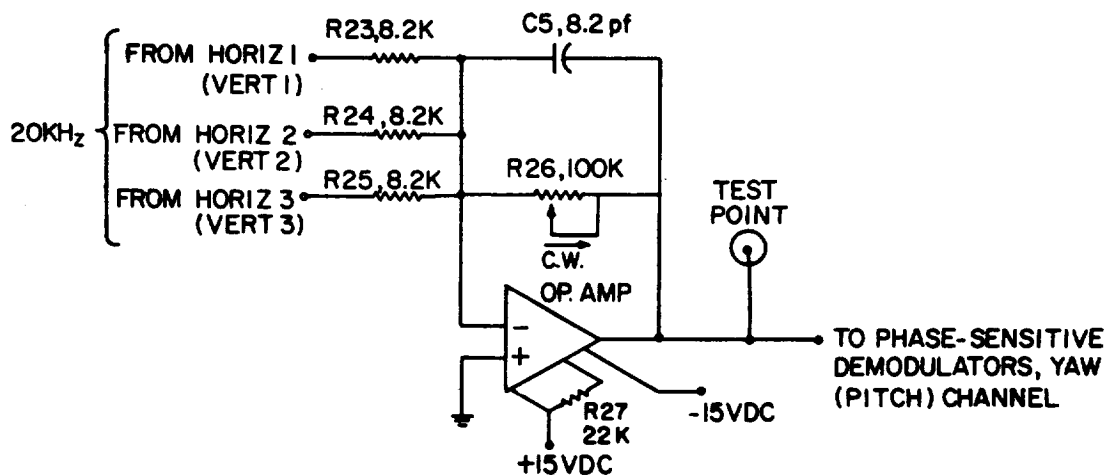 R23,8.2K
C5,8.2pf
FROM HORIZ 1
(VERT 1)
20KHz
R24,8.2K
FROM HORIZ 2
(VERT 2)
R25,8.2K
FROM HORIZ 3
(VERT 3)
R26,100K
C.W.
TEST
POINT
OP. AMP
−
+
R27
22K
+15VDC
-15VDC
TO PHASE-SENSITIVE
DEMODULATORS, YAW
(PITCH) CHANNEL